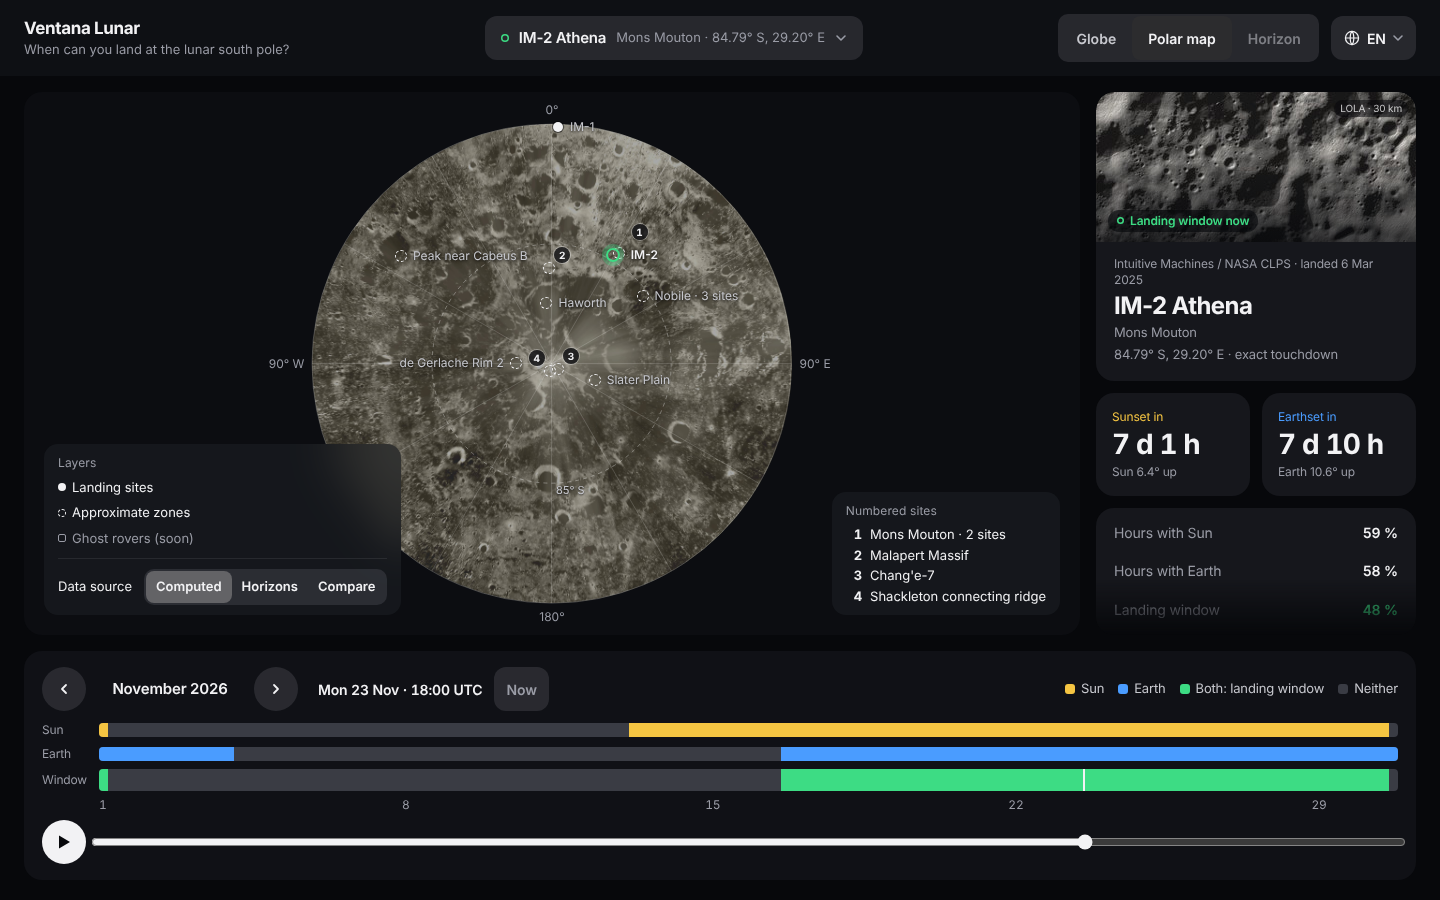 Ventana Lunar
When can you land at the lunar south pole?
IM-2 Athena Mons Mouton · 84.79° S, 29.20° E
Globe Polar map Horizon
EN
0°
IM-1
1
Peak near Cabeus B
2
IM-2
Haworth
Nobile · 3 sites
90° W
de Gerlache Rim 2
4
3
90° E
Slater Plain
85° S
180°
Layers
Landing sites
Approximate zones
Ghost rovers (soon)
Data source Computed Horizons Compare
Numbered sites
1 Mons Mouton · 2 sites
2 Malapert Massif
3 Chang'e-7
4 Shackleton connecting ridge
LOLA · 30 km
Landing window now
Intuitive Machines / NASA CLPS · landed 6 Mar
2025
IM-2 Athena
Mons Mouton
84.79° S, 29.20° E · exact touchdown
Sunset in
7 d 1 h
Sun 6.4° up
Earthset in
7 d 10 h
Earth 10.6° up
Hours with Sun 59 %
Hours with Earth 58 %
Landing window 48 %
November 2026
Mon 23 Nov · 18:00 UTC
Now
Sun Earth Both: landing window Neither
Sun
Earth
Window
1 8 15 22 29